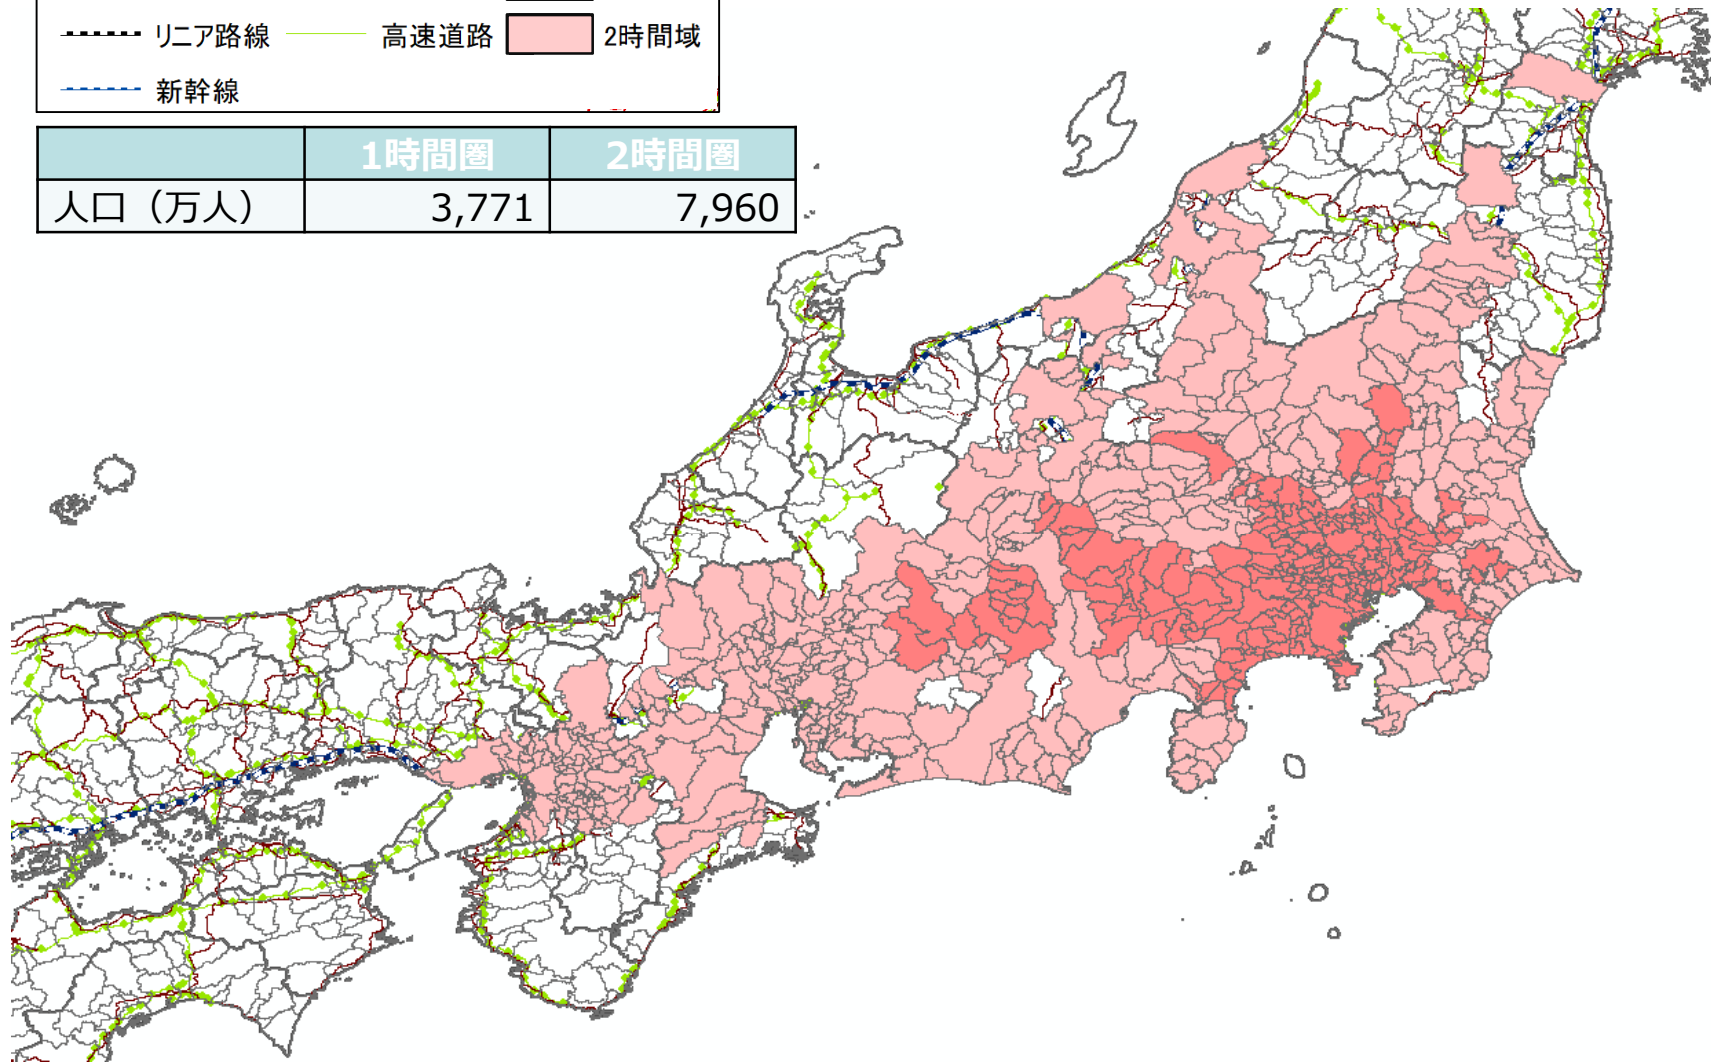 リニア路線 高速道路 2時間域
新幹線
1時間圏 2時間圏
人口（万人） 3,771 7,960